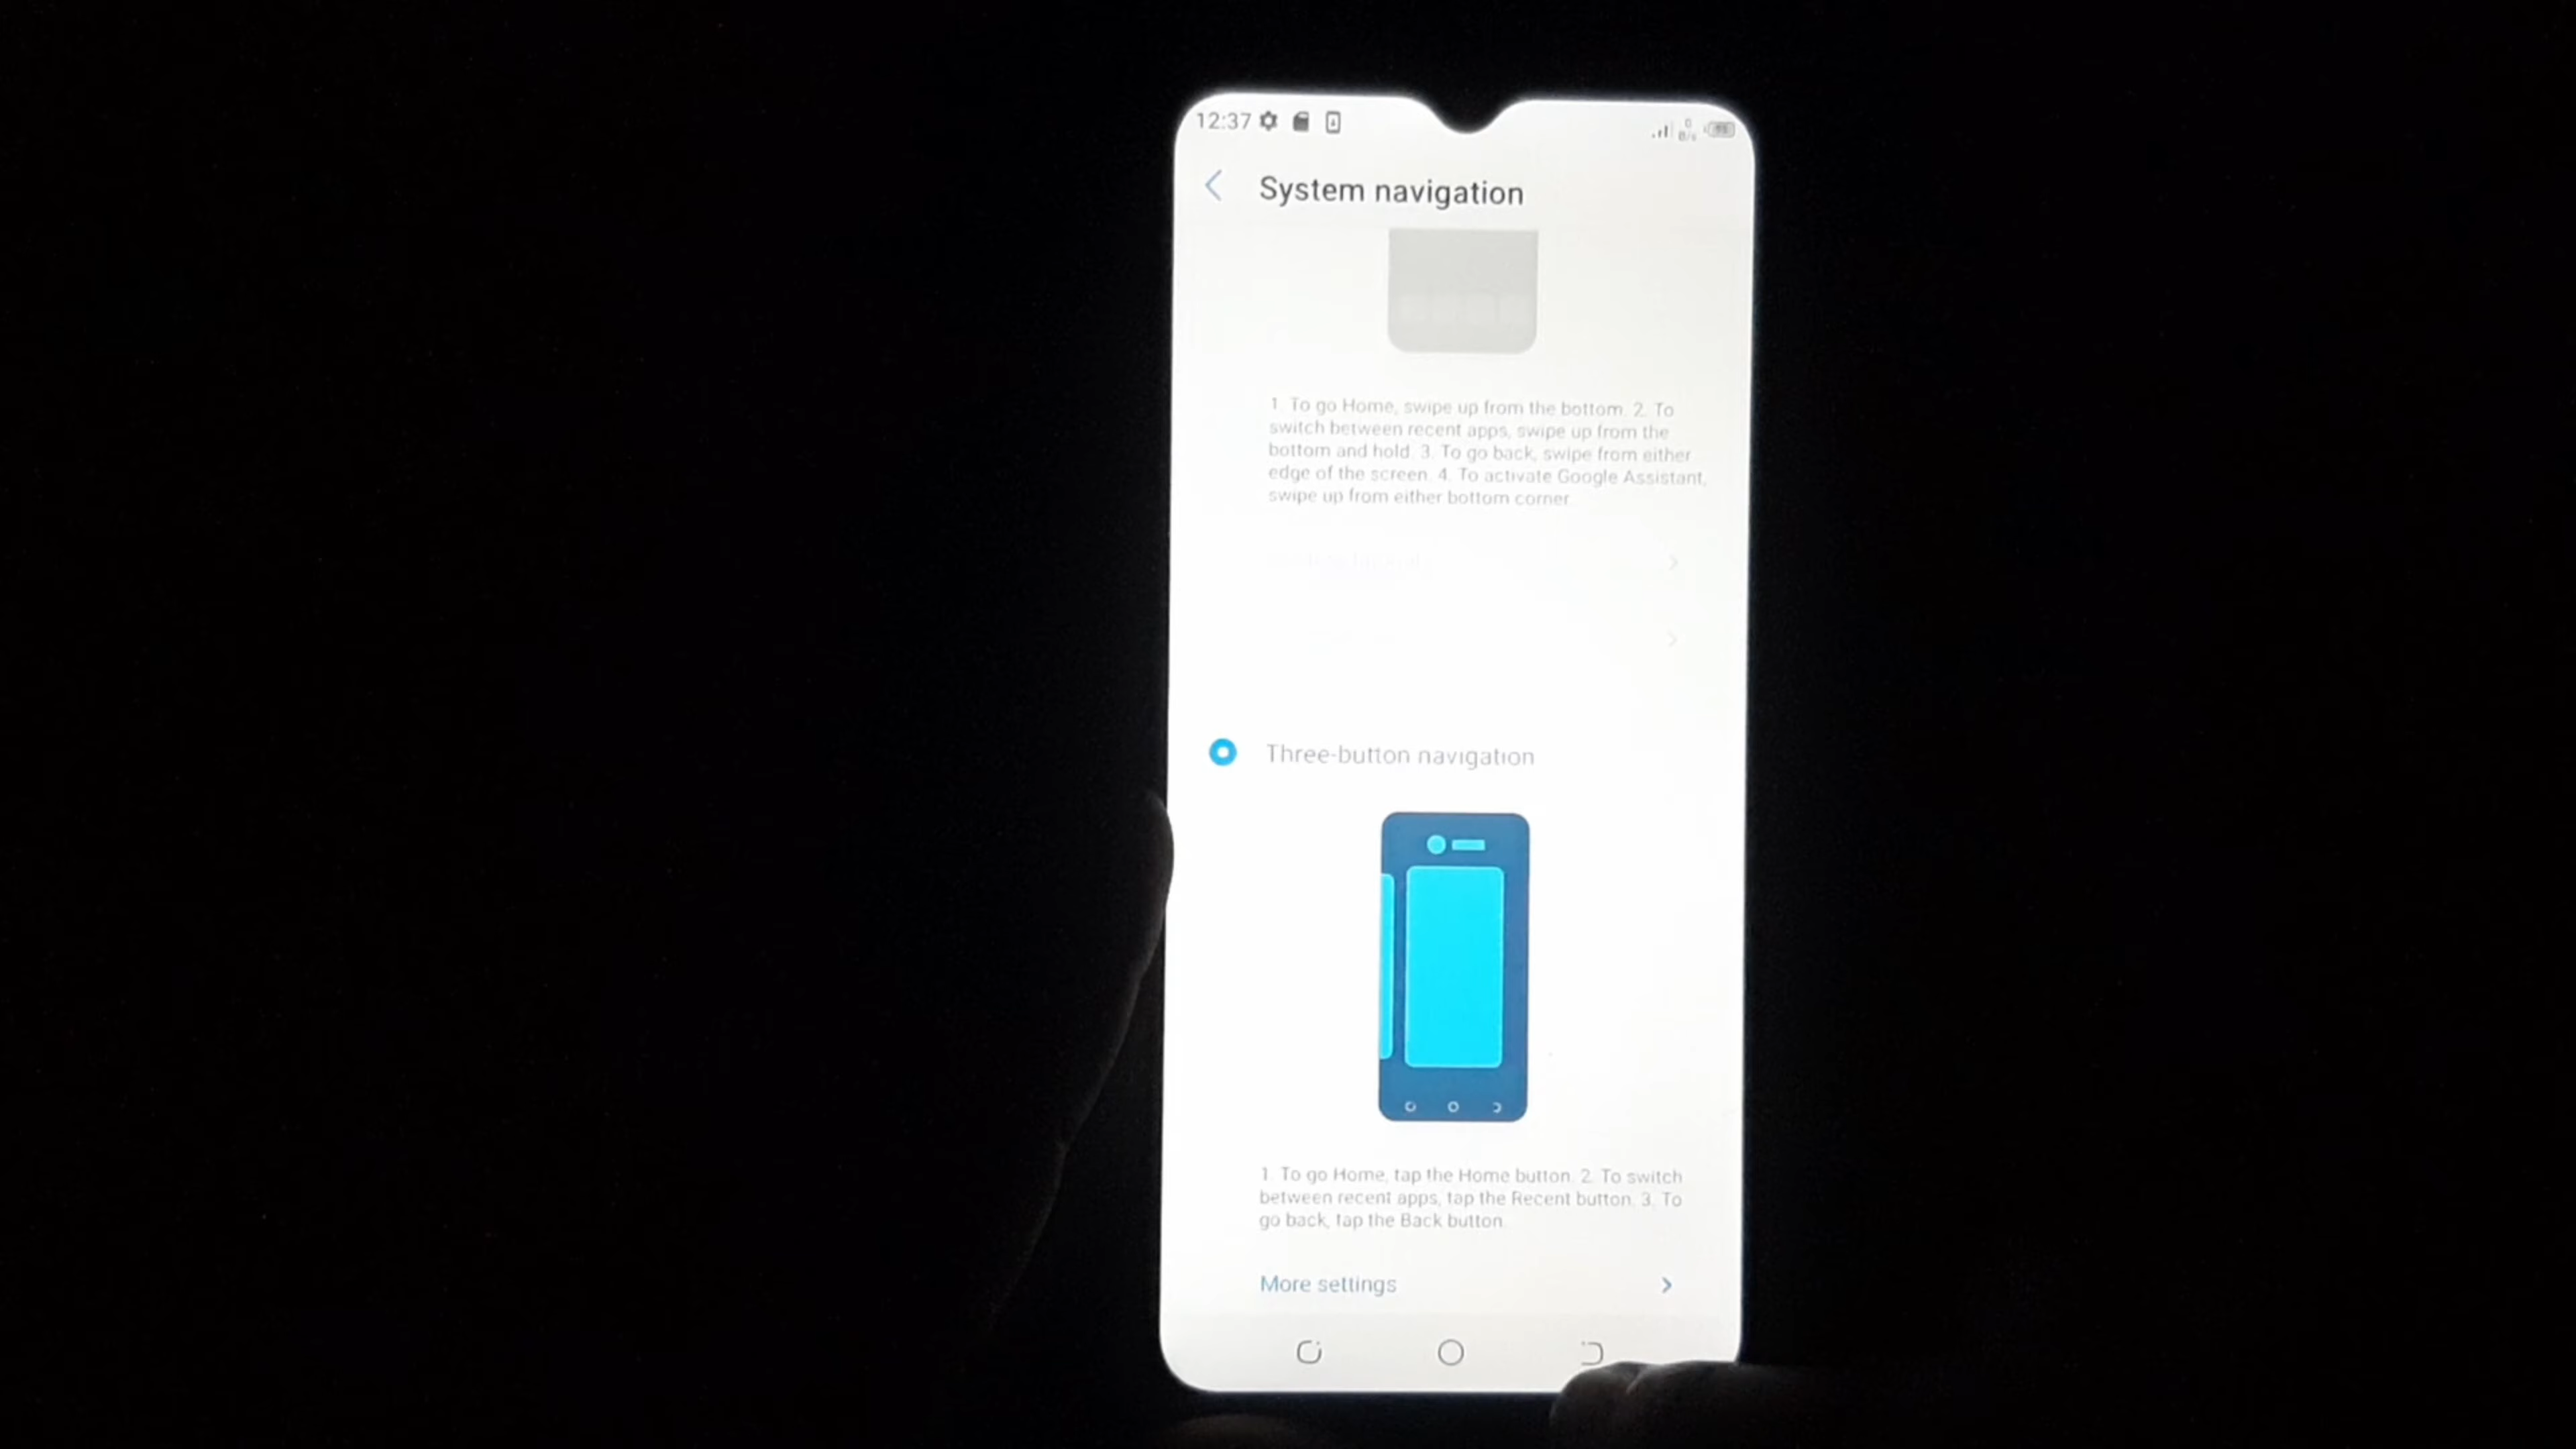 12:37
0
B/s
System navigation
1. To go Home, swipe up from the bottom. 2. To
switch between recent apps, swipe up from the
bottom and hold. 3. To go back, swipe from either
edge of the screen. 4. To activate Google Assistant,
swipe up from either bottom corner.
Three-button navigation
1. To go Home, tap the Home button. 2. To switch
between recent apps, tap the Recent button. 3. To
go back, tap the Back button.
More settings